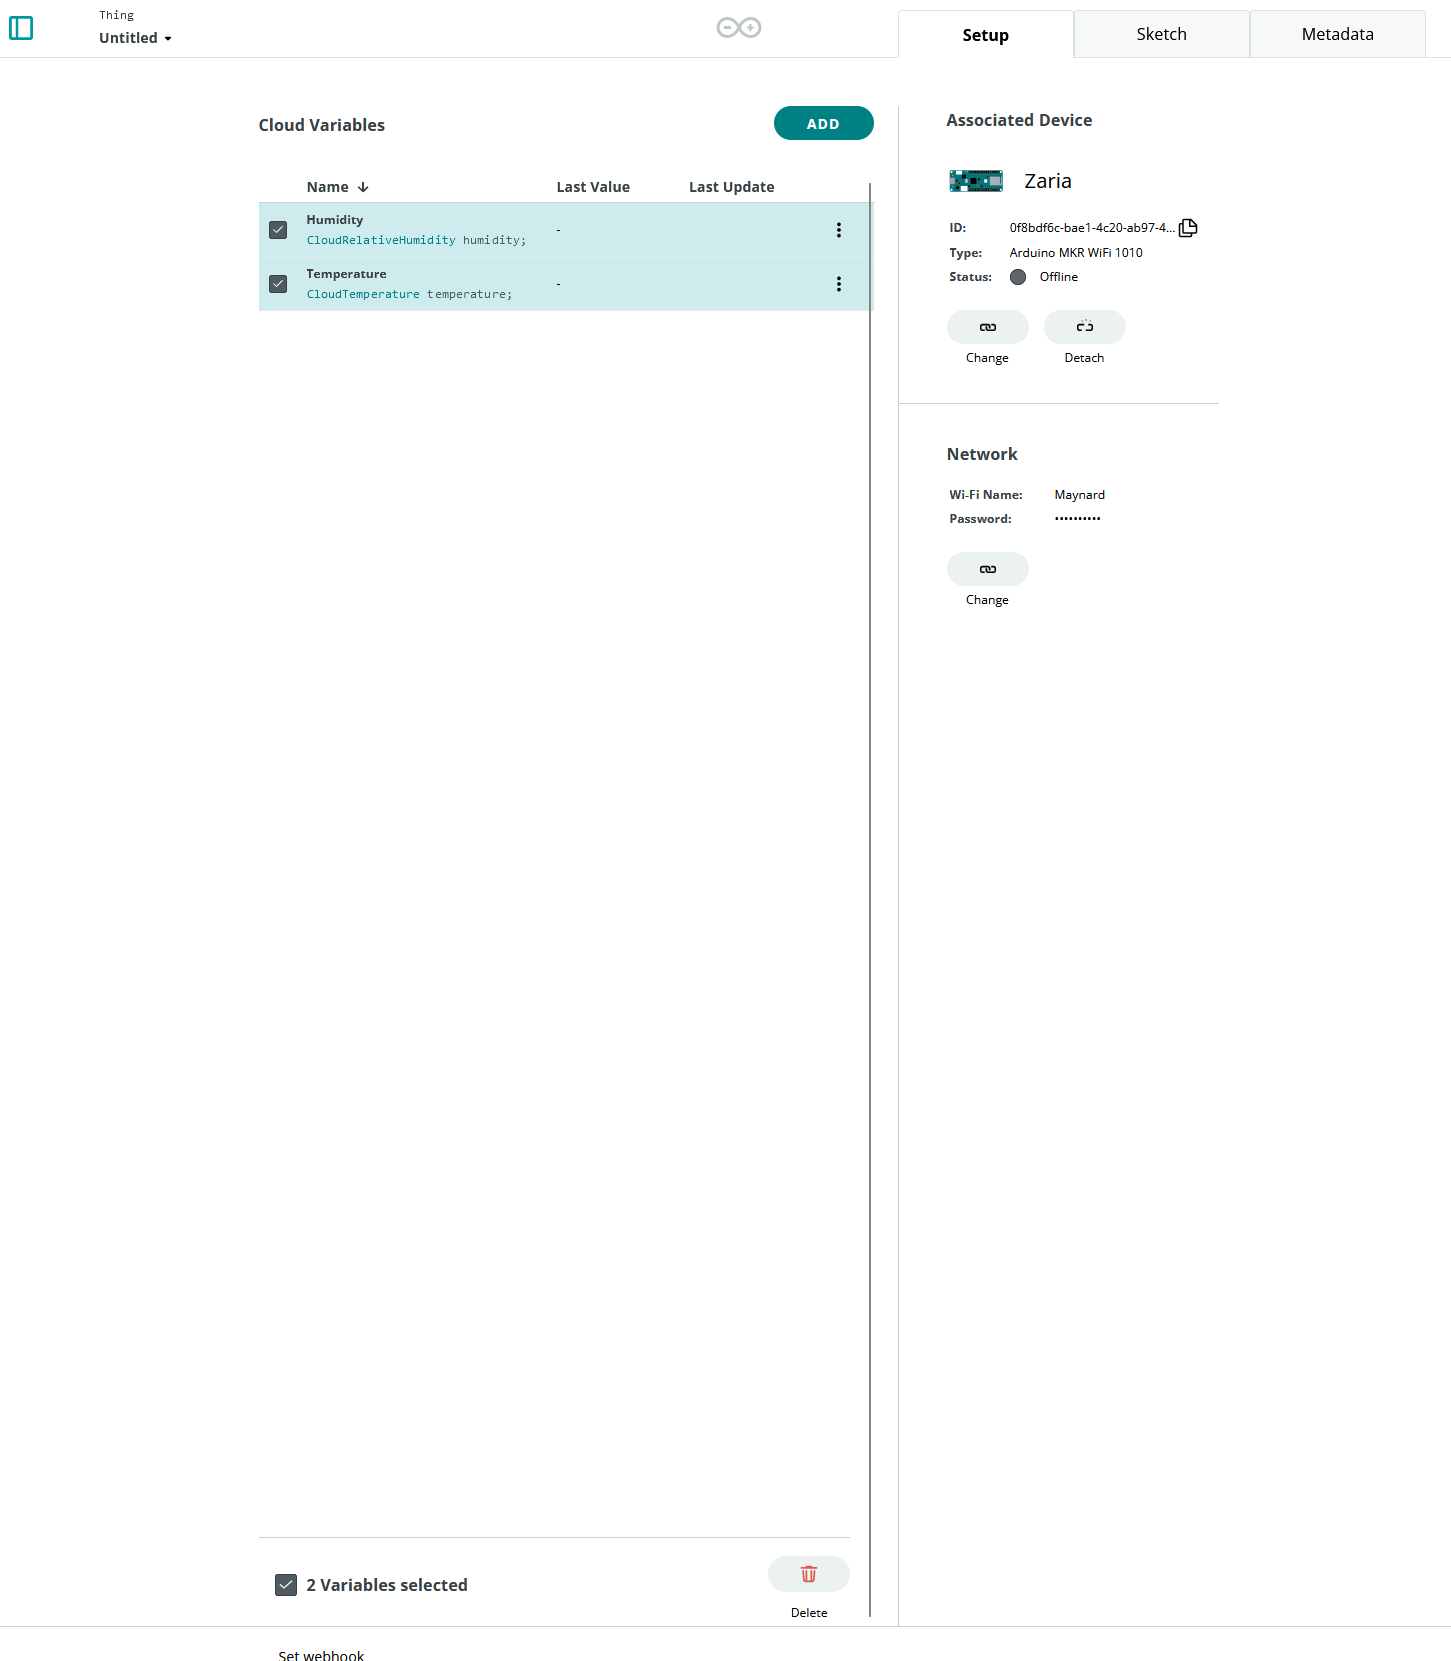 Thing
Untitled
Setup
Sketch
Metadata
Cloud Variables
ADD
Name Last Value Last Update
Humidity
CloudRelativeHumidity humidity;
-
Temperature
CloudTemperature temperature;
-
2 Variables selected
Delete
Set webhook
Associated Device
Zaria
ID: 0f8bdf6c-bae1-4c20-ab97-4...
Type: Arduino MKR WiFi 1010
Status: Offline
Change Detach
Network
Wi-Fi Name: Maynard
Password: ••••••••••
Change